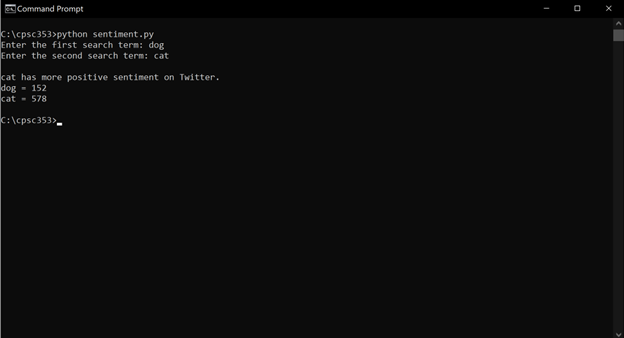 Command Prompt
C:\cpsc353>python sentiment.py
Enter the first search term: dog
Enter the second search term: cat
cat has more positive sentiment on Twitter.
dog = 152
cat = 578
C:\cpsc353>